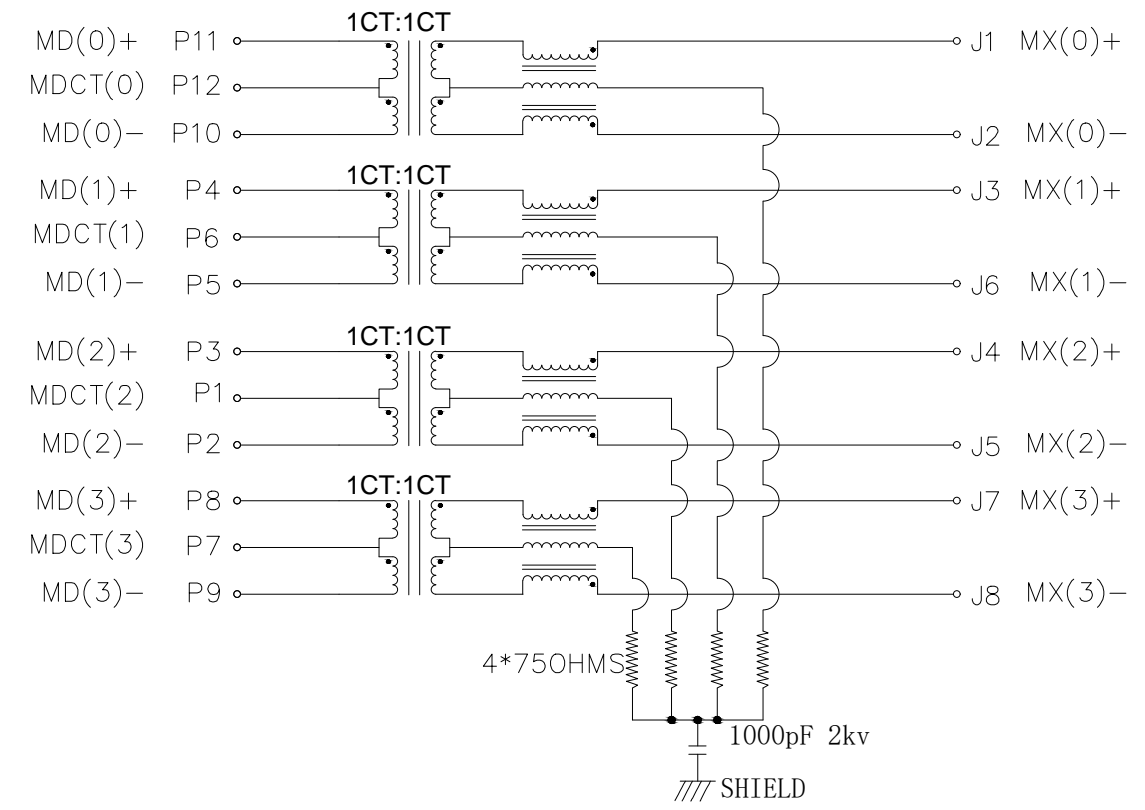 1CT:1CT
MD(0)+ P11 J1 MX(0)+
MDCT(0) P12
MD(0)- P10 J2 MX(0)-
1CT:1CT
MD(1)+ P4 J3 MX(1)+
MDCT(1) P6
MD(1)- P5 J6 MX(1)-
1CT:1CT
MD(2)+ P3 J4 MX(2)+
MDCT(2) P1
MD(2)- P2 J5 MX(2)-
1CT:1CT
MD(3)+ P8 J7 MX(3)+
MDCT(3) P7
MD(3)- P9 J8 MX(3)-
4*75OHMS
1000pF 2kv
SHIELD